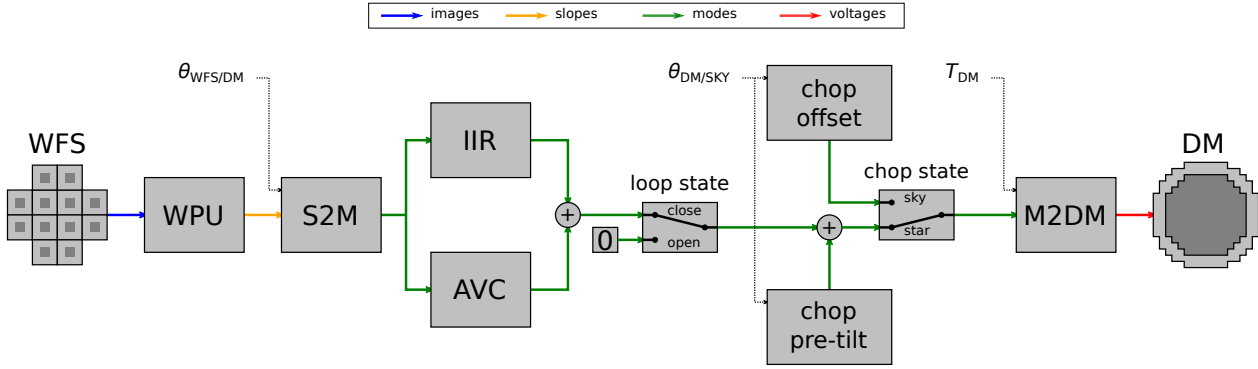 images slopes modes voltages
θWFS/DM
θDM/SKY
TDM
WFS
WPU
S2M
IIR
AVC
+
loop state
close
open
0
chop
offset
+
chop
pre-tilt
chop state
sky
star
M2DM
DM